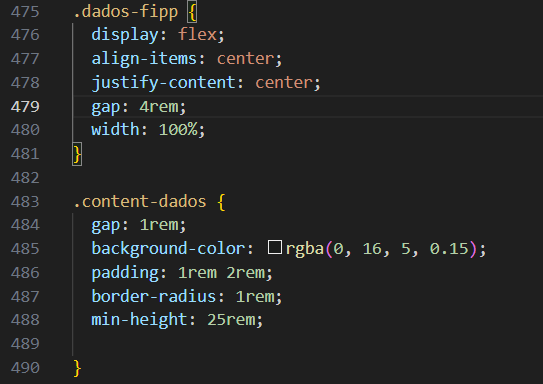 475 .dados-fipp {
476 display: flex;
477 align-items: center;
478 justify-content: center;
479 gap: 4rem;
480 width: 100%;
481 }
482
483 .content-dados {
484 gap: 1rem;
485 background-color: rgba(0, 16, 5, 0.15);
486 padding: 1rem 2rem;
487 border-radius: 1rem;
488 min-height: 25rem;
489
490 }